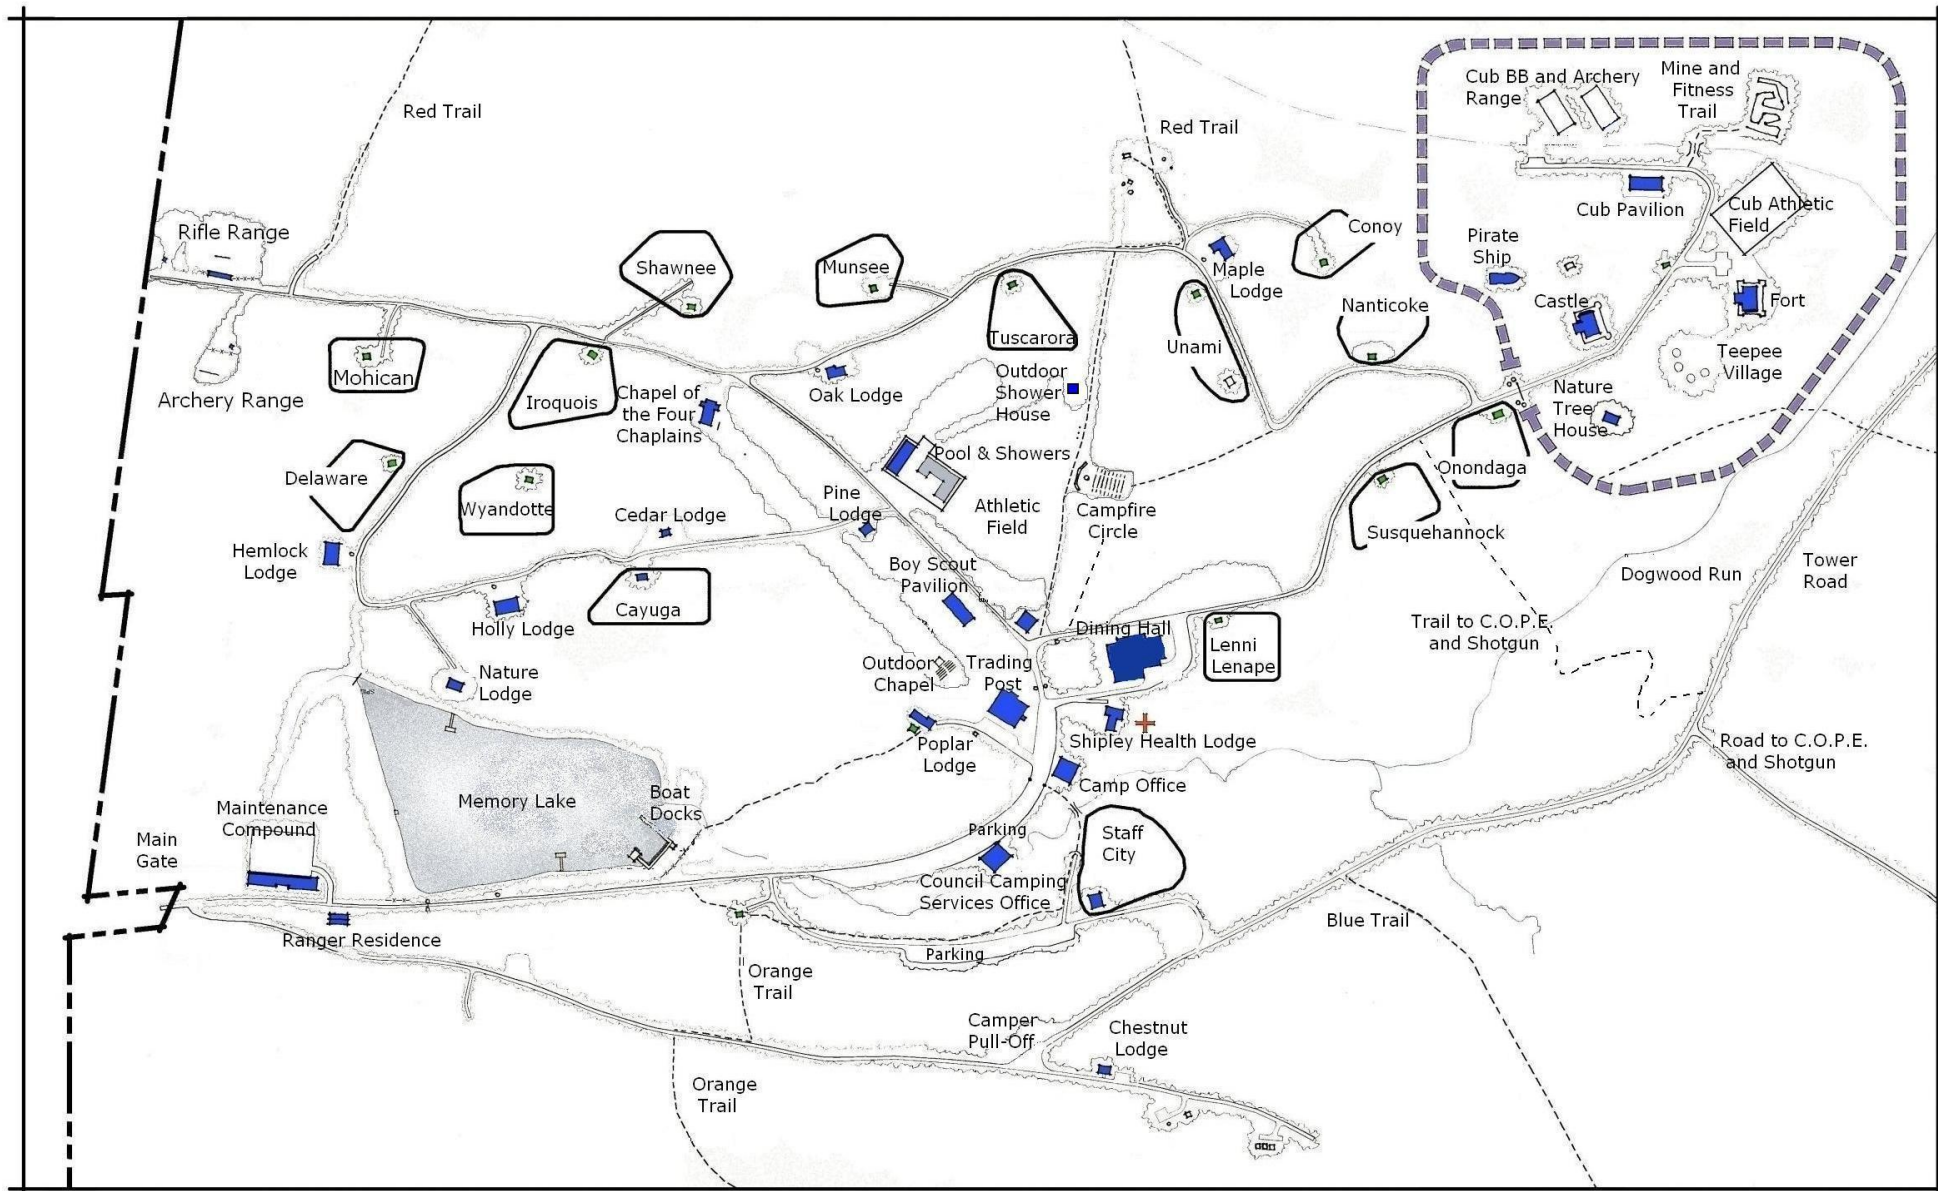 Cub BB and Archery
Range
Mine and
Fitness
Trail
Red Trail
Red Trail
Cub Pavilion
Cub Athletic
Field
Rifle Range
Shawnee
Munsee
Conoy
Pirate
Ship
Maple
Lodge
Castle
Fort
Nanticoke
Tuscarora
Unami
Mohican
Archery Range
Iroquois
Chapel of
the Four
Chaplains
Oak Lodge
Outdoor
Shower
House
Teepee
Village
Nature
Tree
House
Delaware
Pool & Showers
Onondaga
Wyandotte
Cedar Lodge
Pine
Lodge
Athletic
Field
Campfire
Circle
Susquehannock
Hemlock
Lodge
Boy Scout
Pavilion
Dogwood Run
Tower
Road
Cayuga
Holly Lodge
Dining Hall
Trail to C.O.P.E.
and Shotgun
Lenni
Lenape
Nature
Lodge
Outdoor
Chapel
Trading
Post
Poplar
Lodge
Shipley Health Lodge
Road to C.O.P.E.
and Shotgun
Camp Office
Memory Lake
Boat
Docks
Maintenance
Compound
Main
Gate
Parking
Staff
City
Council Camping
Services Office
Ranger Residence
Blue Trail
Parking
Orange
Trail
Camper
Pull-Off
Chestnut
Lodge
Orange
Trail